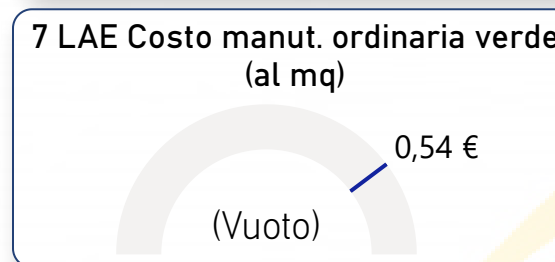 7 LAE Costo manut. ordinaria verde
(al mq)
0,54 €
(Vuoto)